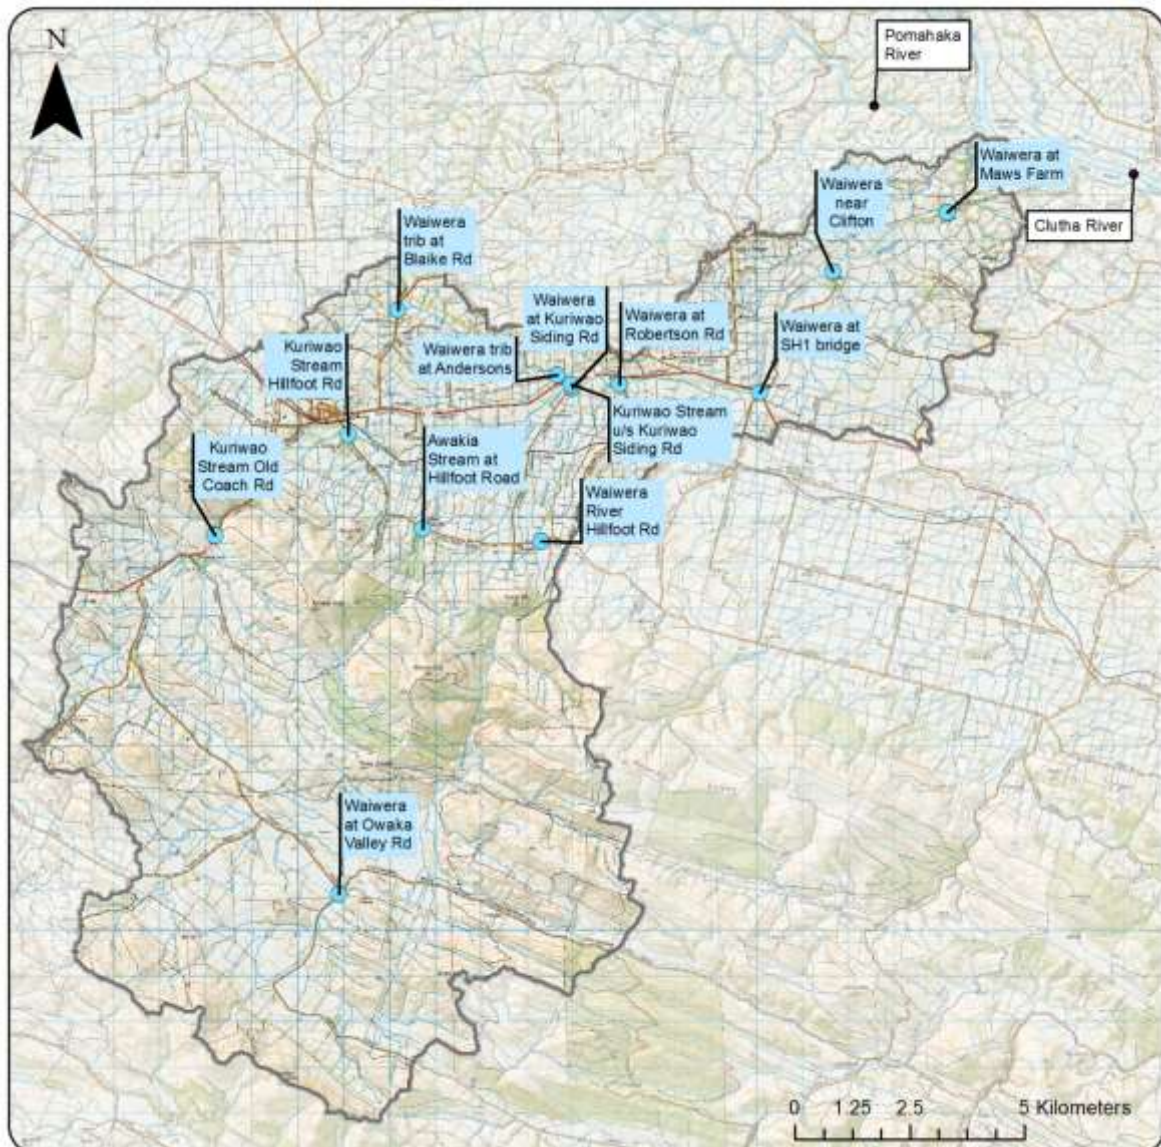 N
Pomahaka
River
Waiwera at
Maws Farm
Waiwera
near
Clifton
Clutha River
Waiwera
trib at
Blaike Rd
Waiwera
at Kuriwao
Siding Rd
Waiwera at
Robertson Rd
Waiwera at
SH1 bridge
Kuriwao
Stream
Hillfoot Rd
Waiwera trib
at Andersons
Kuriwao Stream
u/s Kuriwao
Siding Rd
Awakia
Stream at
Hillfoot Road
Kuriwao
Stream Old
Coach Rd
Waiwera
River
Hillfoot Rd
Waiwera
at Owaka
Valley Rd
0 1.25 2.5 5 Kilometers